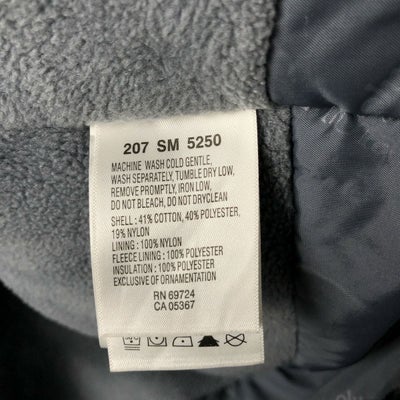 207 SM 5250
MACHINE WASH COLD GENTLE,
WASH SEPARATELY, TUMBLE DRY LOW,
REMOVE PROMPTLY, IRON LOW,
DO NOT BLEACH, DO NOT DRYCLEAN
SHELL : 41% COTTON, 40% POLYESTER,
19% NYLON
LINING : 100% NYLON
FLEECE LINING : 100% POLYESTER
INSULATION : 100% POLYESTER
EXCLUSIVE OF ORNAMENTATION
RN 69724
CA 05367